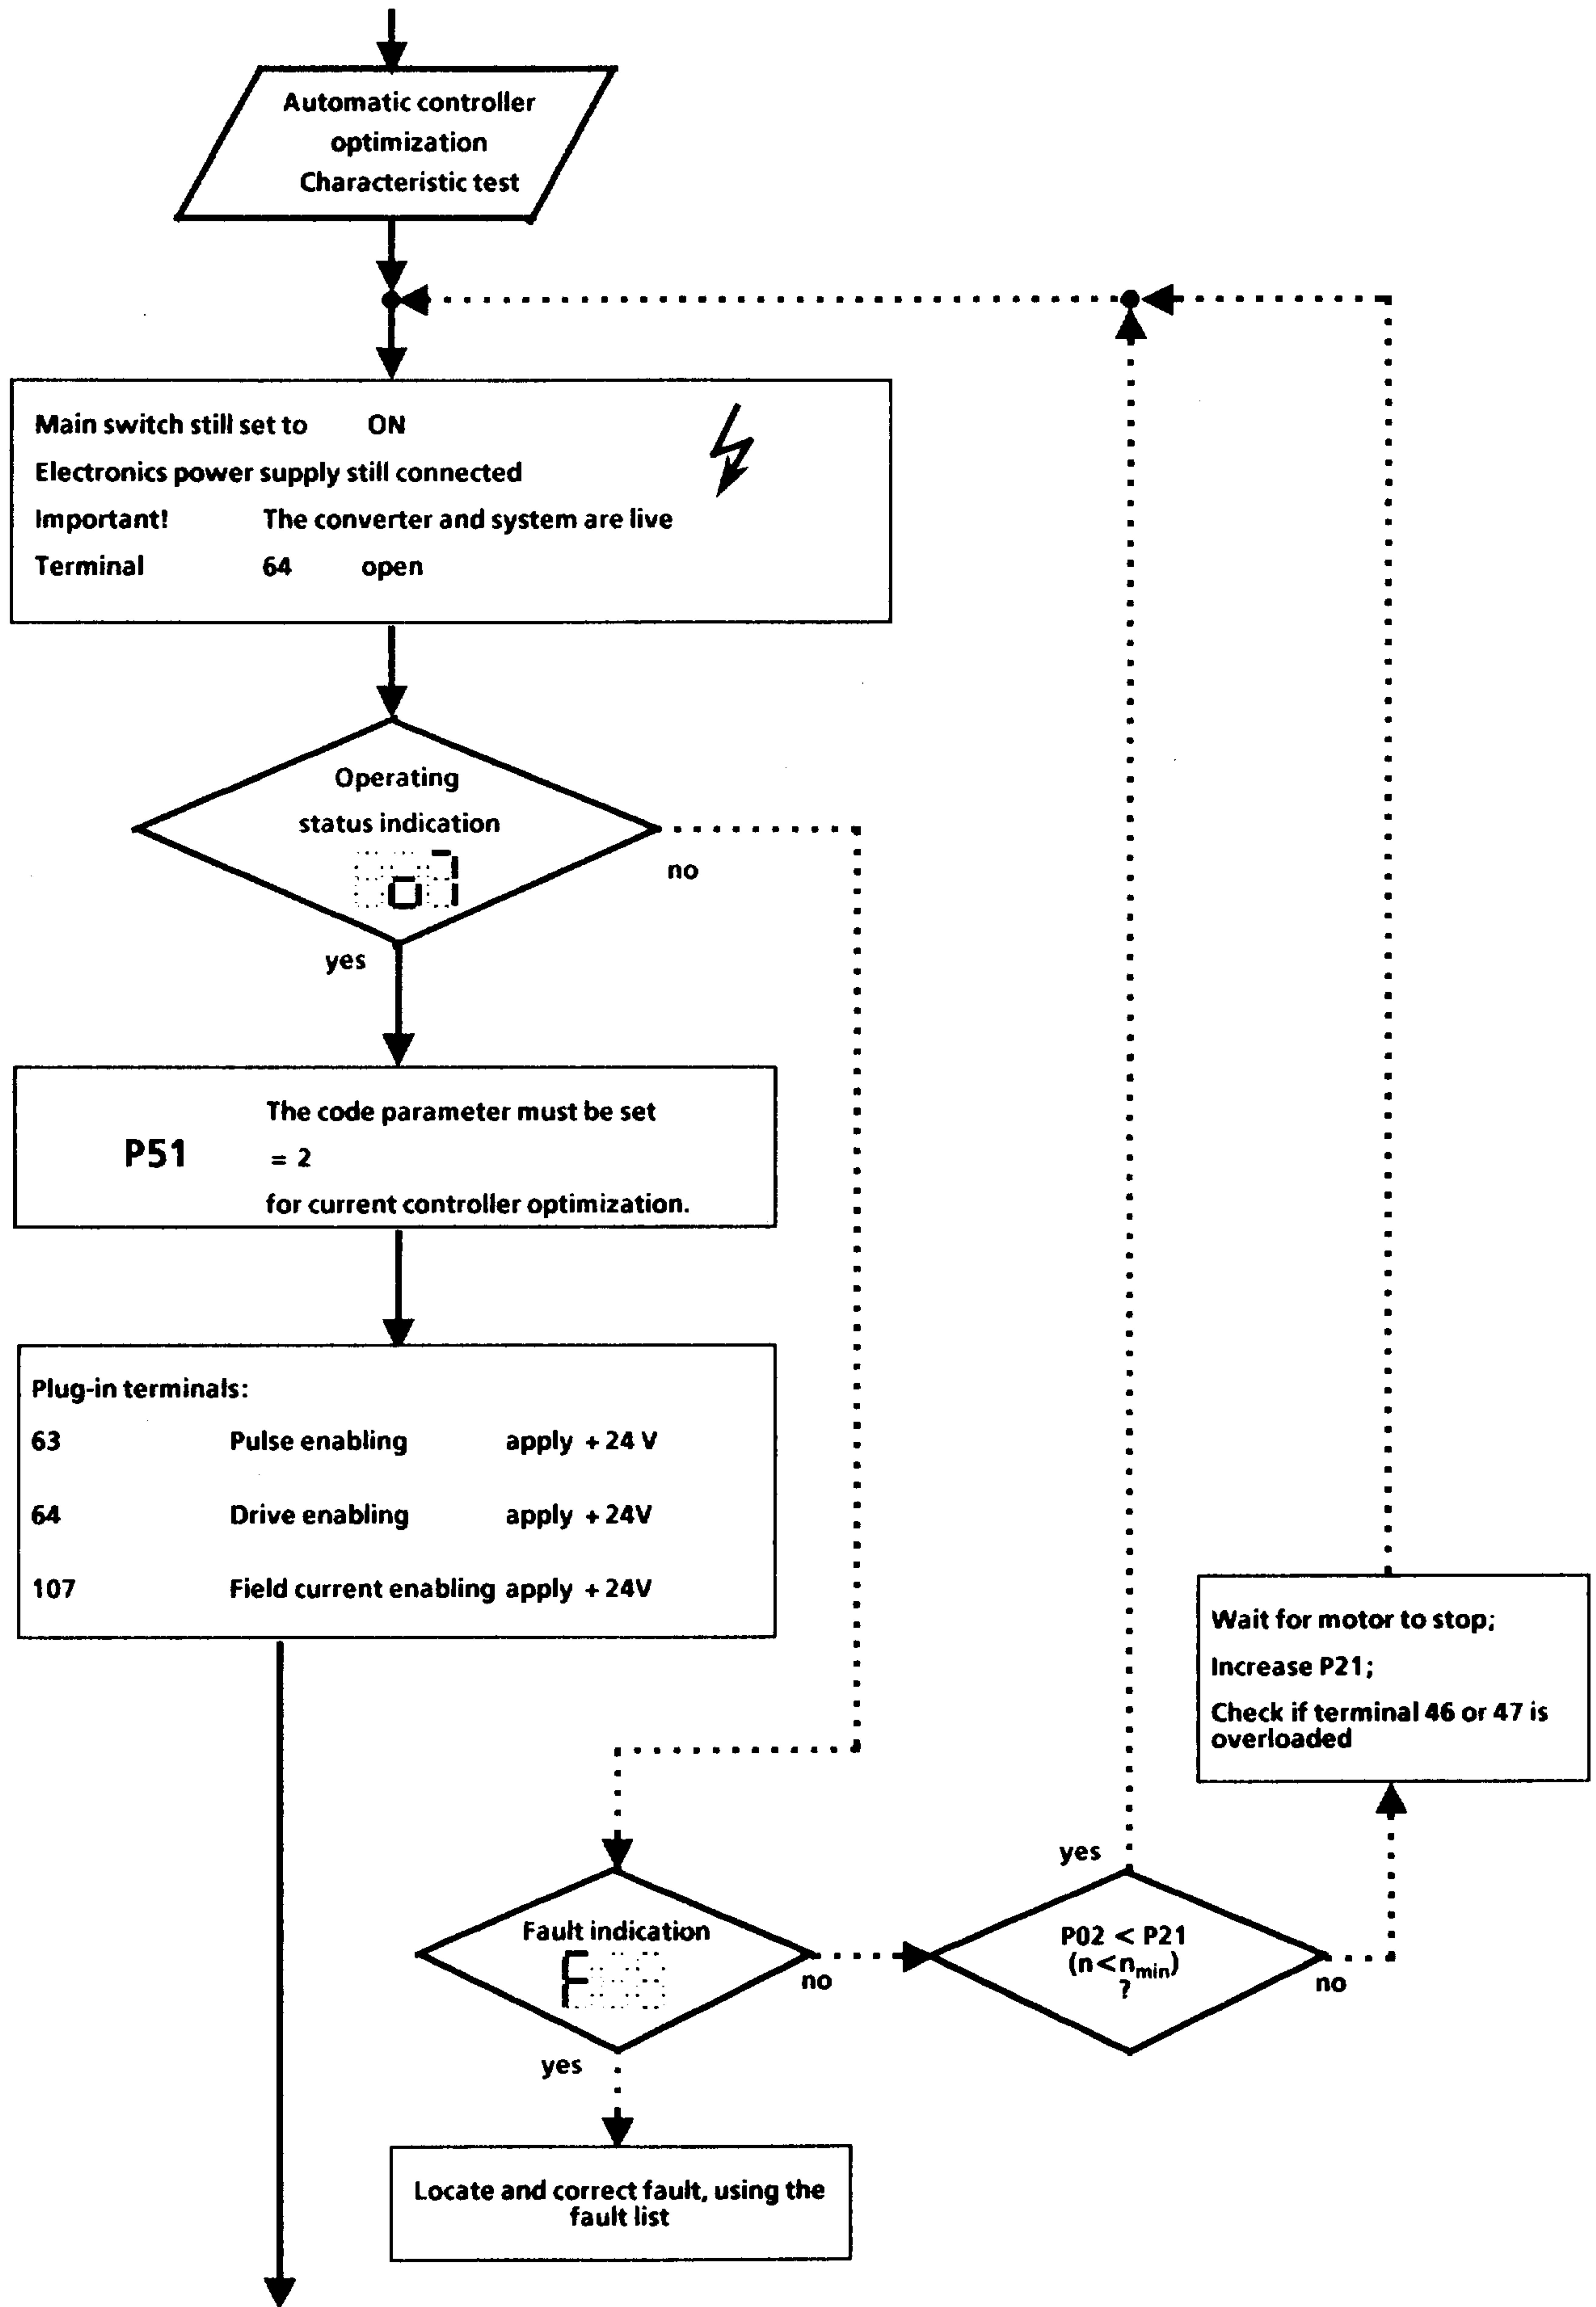 Automatic controller
optimization
Characteristic test
Main switch still set to ON
Electronics power supply still connected
Important! The converter and system are live
Terminal 64 open
Operating
status indication
o7
no
yes
The code parameter must be set
P51 = 2
for current controller optimization.
Plug-in terminals:
63 Pulse enabling apply + 24 V
64 Drive enabling apply + 24V
107 Field current enabling apply + 24V
Wait for motor to stop;
Increase P21;
Check if terminal 46 or 47 is
overloaded
yes
Fault indication
F
no
yes
P02 < P21
(n<nmin)
?
no
Locate and correct fault, using the
fault list